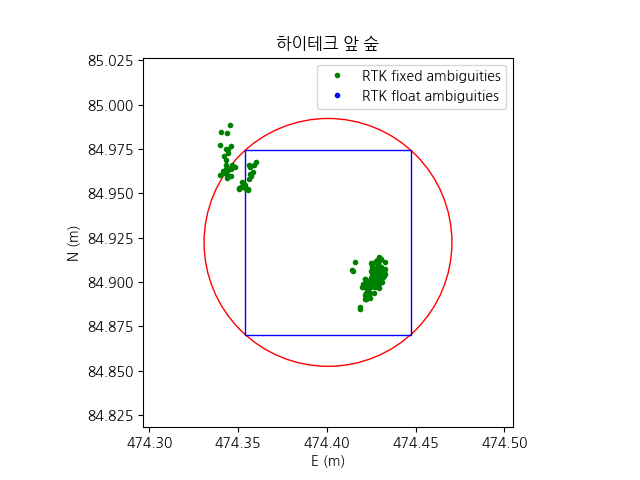 하이테크 앞 숲
RTK fixed ambiguities
RTK float ambiguities
85.025
85.000
84.975
84.950
84.925
84.900
84.875
84.850
84.825
N (m)
474.30 474.35 474.40 474.45 474.50
E (m)